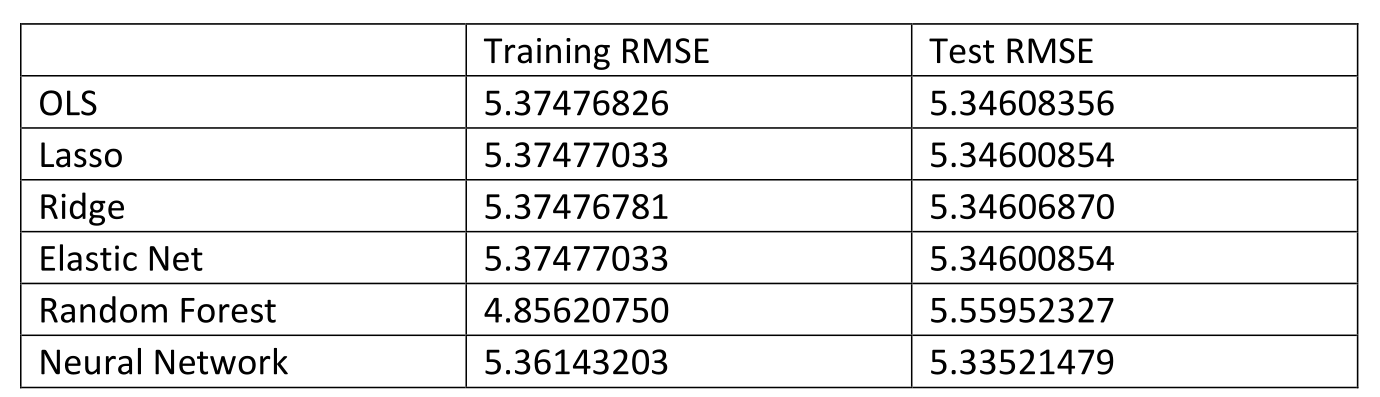 Training RMSE Test RMSE
OLS 5.37476826 5.34608356
Lasso 5.37477033 5.34600854
Ridge 5.37476781 5.34606870
Elastic Net 5.37477033 5.34600854
Random Forest 4.85620750 5.55952327
Neural Network 5.36143203 5.33521479